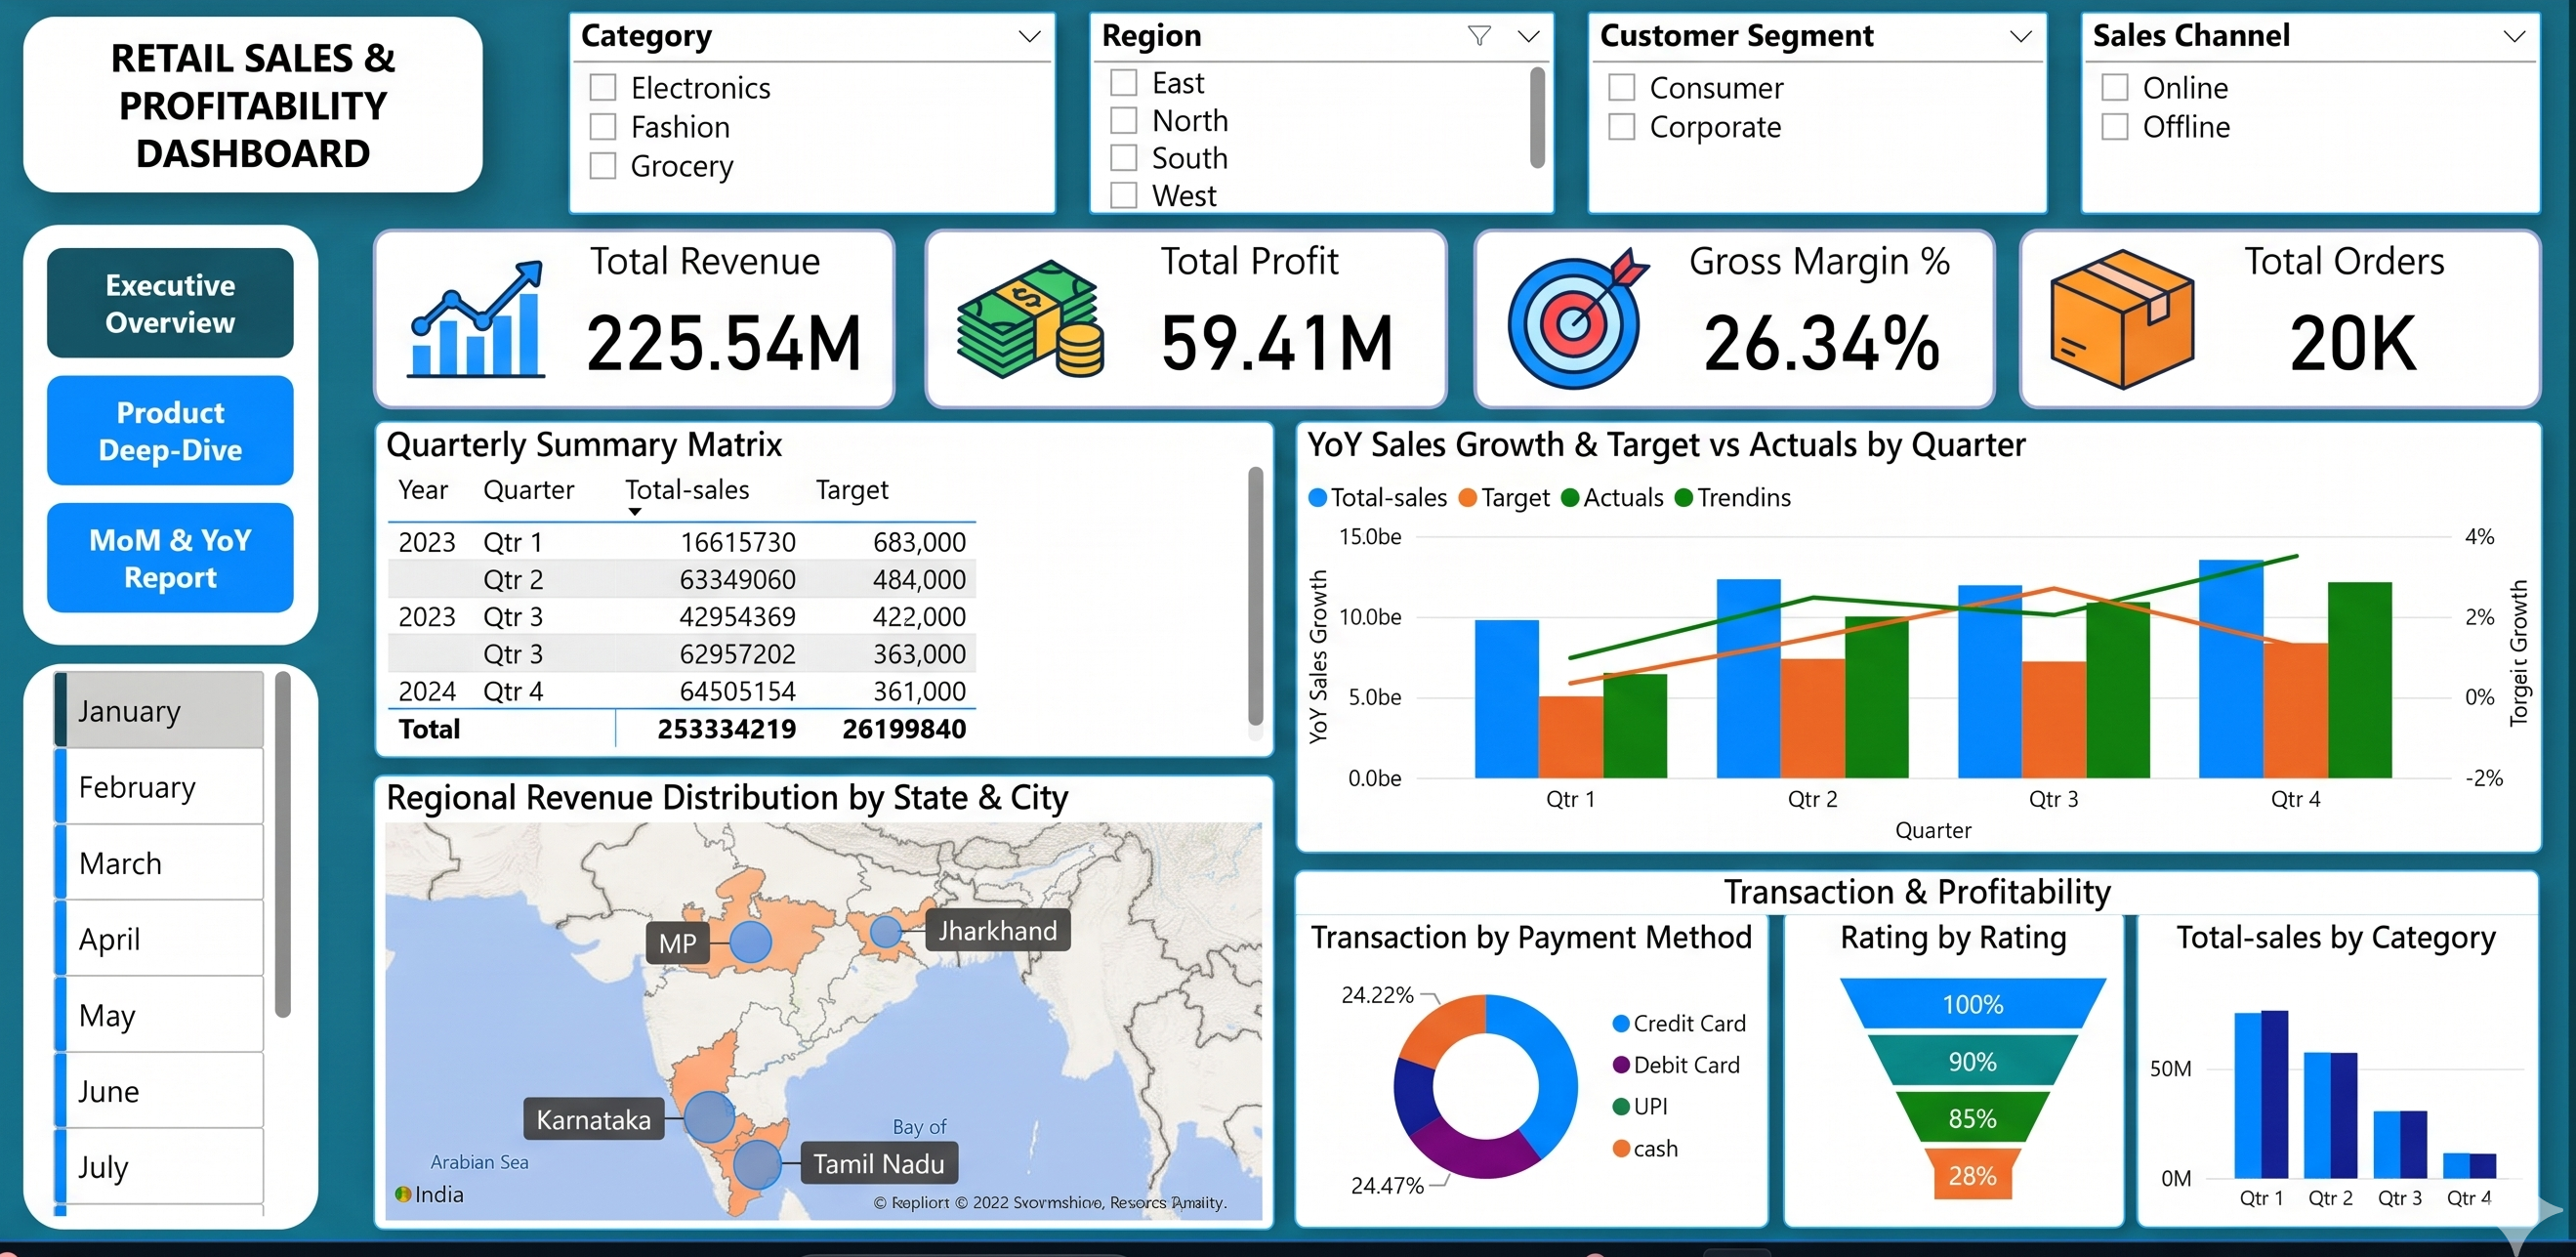 RETAIL SALES &
PROFITABILITY
DASHBOARD
Category
Electronics
Fashion
Grocery
Region
East
North
South
West
Customer Segment
Consumer
Corporate
Sales Channel
Online
Offline
Executive
Overview
Product
Deep-Dive
MoM & YoY
Report
January
February
March
April
May
June
July
Total Revenue
225.54M
Total Profit
59.41M
Gross Margin %
26.34%
Total Orders
20K
Quarterly Summary Matrix
Year Quarter Total-sales Target
2023 Qtr 1 16615730 683,000
Qtr 2 63349060 484,000
2023 Qtr 3 42954369 422,000
Qtr 3 62957202 363,000
2024 Qtr 4 64505154 361,000
Total 253334219 26199840
YoY Sales Growth & Target vs Actuals by Quarter
Total-sales Target Actuals Trendins
YoY Sales Growth
15.0be
10.0be
5.0be
0.0be
4%
2%
0%
-2%
Torgeit Growth
Qtr 1 Qtr 2 Qtr 3 Qtr 4
Quarter
Regional Revenue Distribution by State & City
MP
Jharkhand
Karnataka
Tamil Nadu
Bay of
Arabian Sea
India
© 2022
Transaction & Profitability
Transaction by Payment Method
24.22%
24.47%
Credit Card
Debit Card
UPI
cash
Rating by Rating
100%
90%
85%
28%
Total-sales by Category
50M
0M
Qtr 1 Qtr 2 Qtr 3 Qtr 4